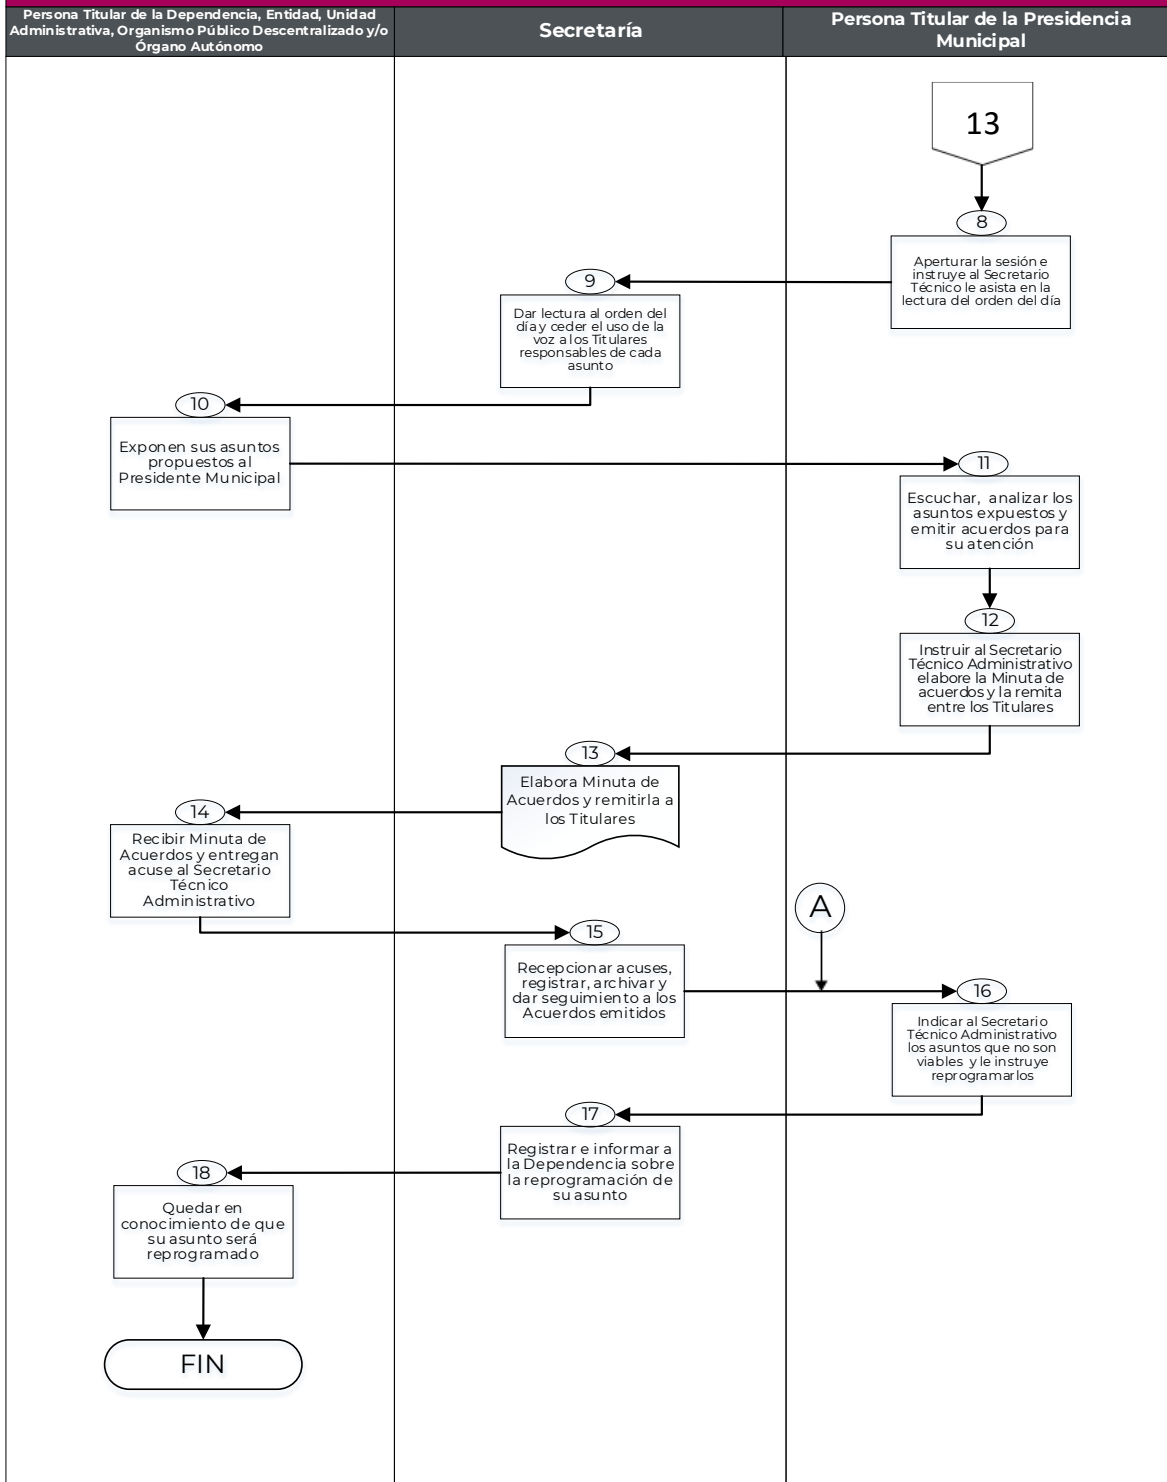 Persona Titular de la Dependencia, Entidad, Unidad
Administrativa, Organismo Público Descentralizado y/o
Órgano Autónomo
Secretaría
Persona Titular de la Presidencia
Municipal
13
8
Aperturar la sesión e
instruye al Secretario
Técnico le asista en la
lectura del orden del día
9
Dar lectura al orden del
día y ceder el uso de la
voz a los Titulares
responsables de cada
asunto
10
Exponen sus asuntos
propuestos al
Presidente Municipal
11
Escuchar, analizar los
asuntos expuestos y
emitir acuerdos para
su atención
12
Instruir al Secretario
Técnico Administrativo
elabore la Minuta de
acuerdos y la remita
entre los Titulares
13
Elabora Minuta de
Acuerdos y remitirla a
los Titulares
14
Recibir Minuta de
Acuerdos y entregan
acuse al Secretario
Técnico
Administrativo
A
15
Recepcionar acuses,
registrar, archivar y
dar seguimiento a los
Acuerdos emitidos
16
Indicar al Secretario
Técnico Administrativo
los asuntos que no son
viables y le instruye
reprogramarlos
17
Registrar e informar a
la Dependencia sobre
la reprogramación de
su asunto
18
Quedar en
conocimiento de que
su asunto será
reprogramado
FIN